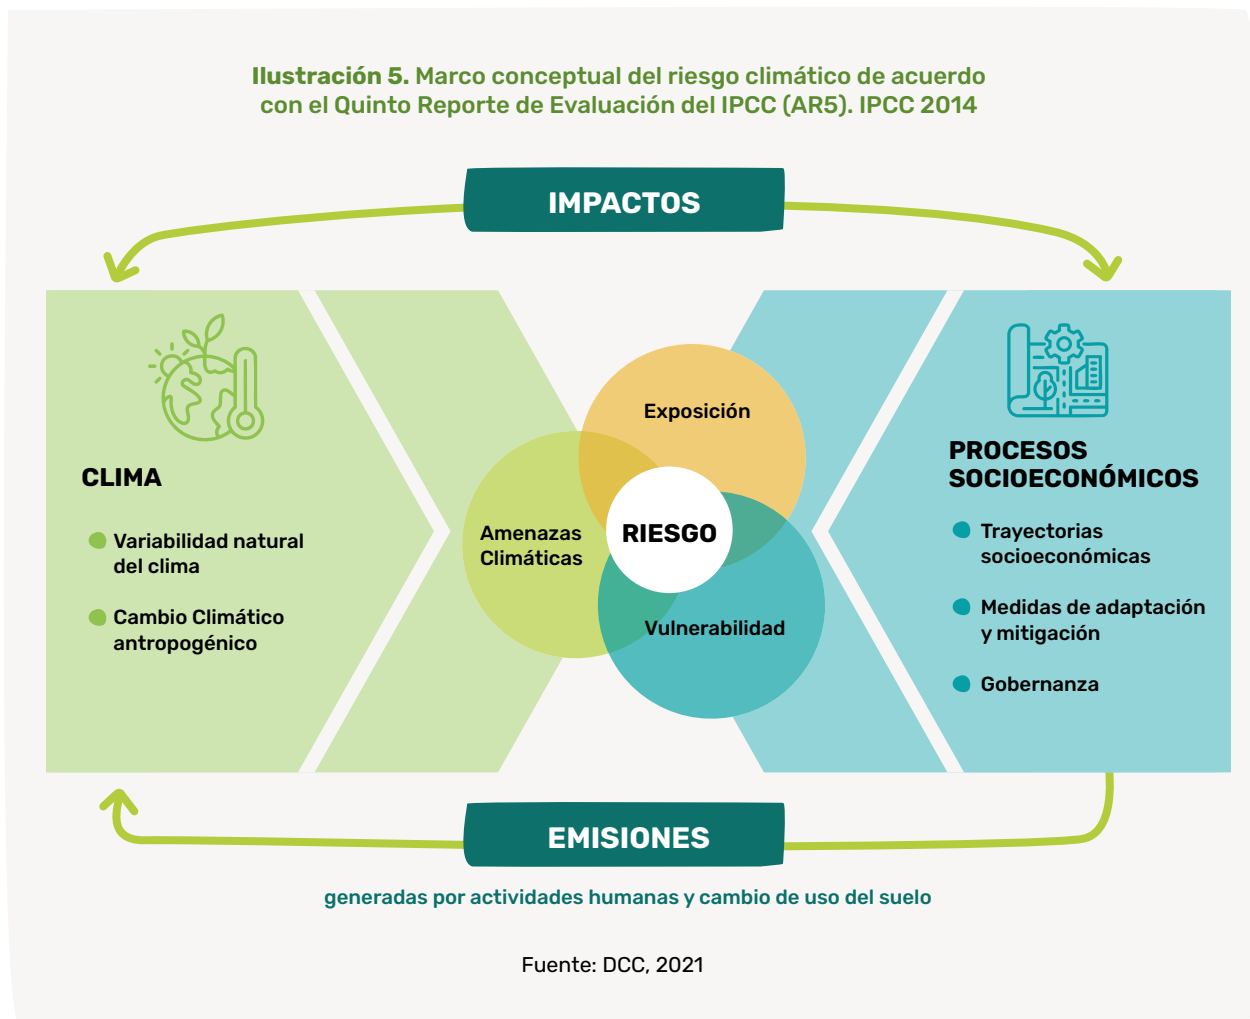 Ilustración 5. Marco conceptual del riesgo climático de acuerdo
con el Quinto Reporte de Evaluación del IPCC (AR5). IPCC 2014
IMPACTOS
CLIMA
Variabilidad natural
del clima
Cambio Climático
antropogénico
Exposición
Amenazas
Climáticas
RIESGO
Vulnerabilidad
PROCESOS
SOCIOECONÓMICOS
Trayectorias
socioeconómicas
Medidas de adaptación
y mitigación
Gobernanza
EMISIONES
generadas por actividades humanas y cambio de uso del suelo
Fuente: DCC, 2021